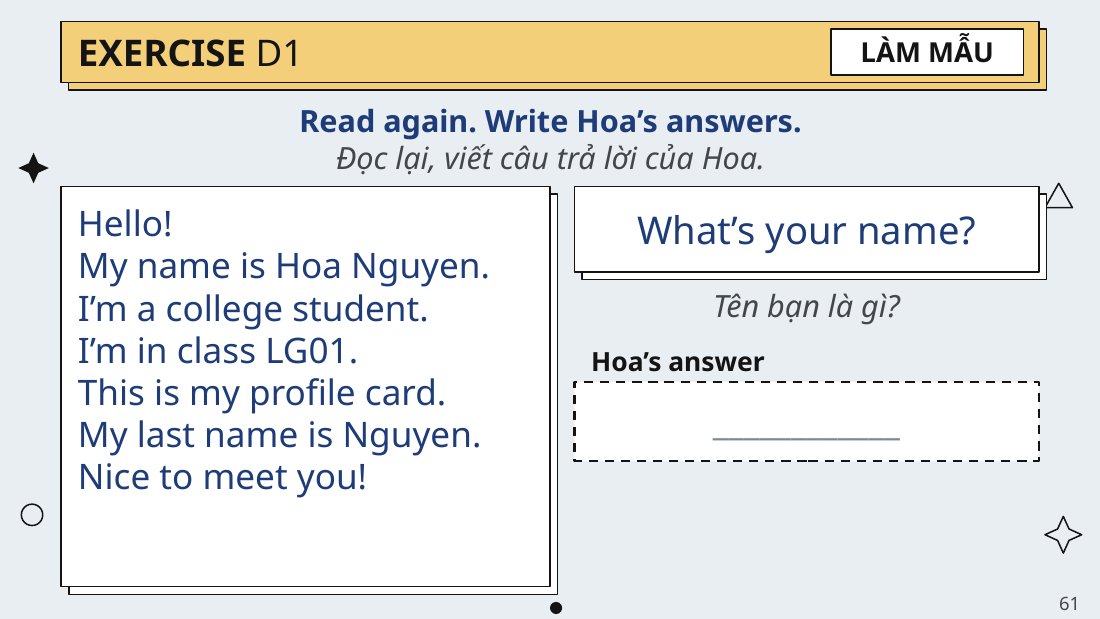 EXERCISE D1
LÀM MẪU
Read again. Write Hoa’s answers.
Đọc lại, viết câu trả lời của Hoa.
Hello!
My name is Hoa Nguyen.
I’m a college student.
I’m in class LG01.
This is my profile card.
My last name is Nguyen.
Nice to meet you!
What’s your name?
Tên bạn là gì?
Hoa’s answer
____________
61